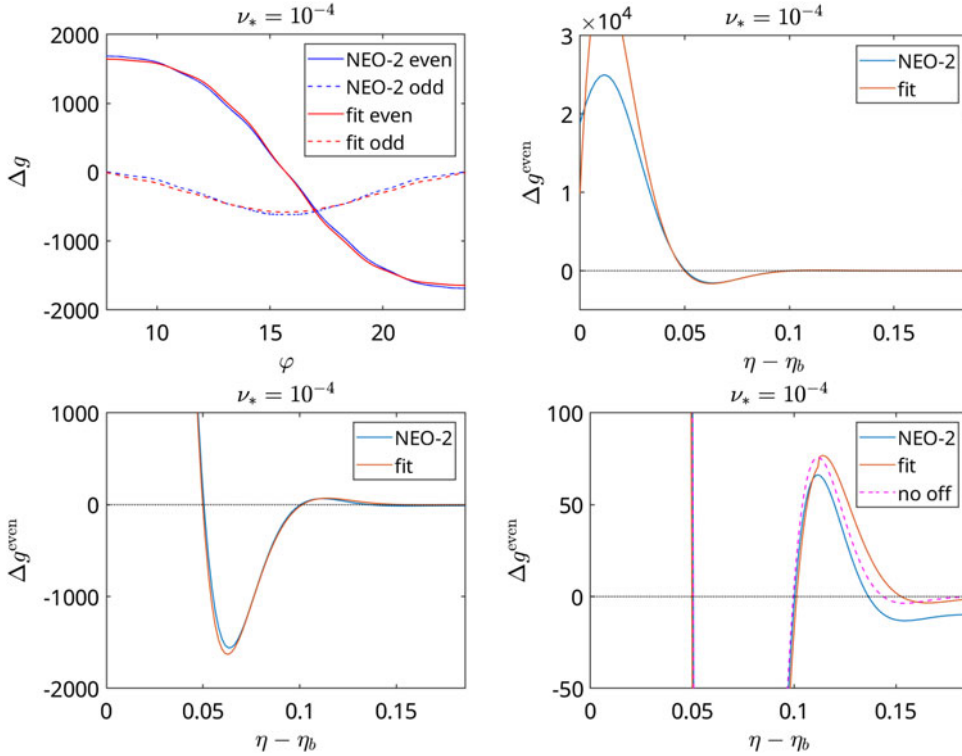 ν* = 10⁻⁴
2000
1000
0
-1000
-2000
10
15
20
Δg
φ
NEO-2 even
NEO-2 odd
fit even
fit odd
ν* = 10⁻⁴
×10⁴
3
2
1
0
0
0.05
0.1
0.15
Δg^even
η − η_b
NEO-2
fit
ν* = 10⁻⁴
1000
0
-1000
-2000
0
0.05
0.1
0.15
Δg^even
η − η_b
NEO-2
fit
ν* = 10⁻⁴
100
50
0
-50
0
0.05
0.1
0.15
Δg^even
η − η_b
NEO-2
fit
no off